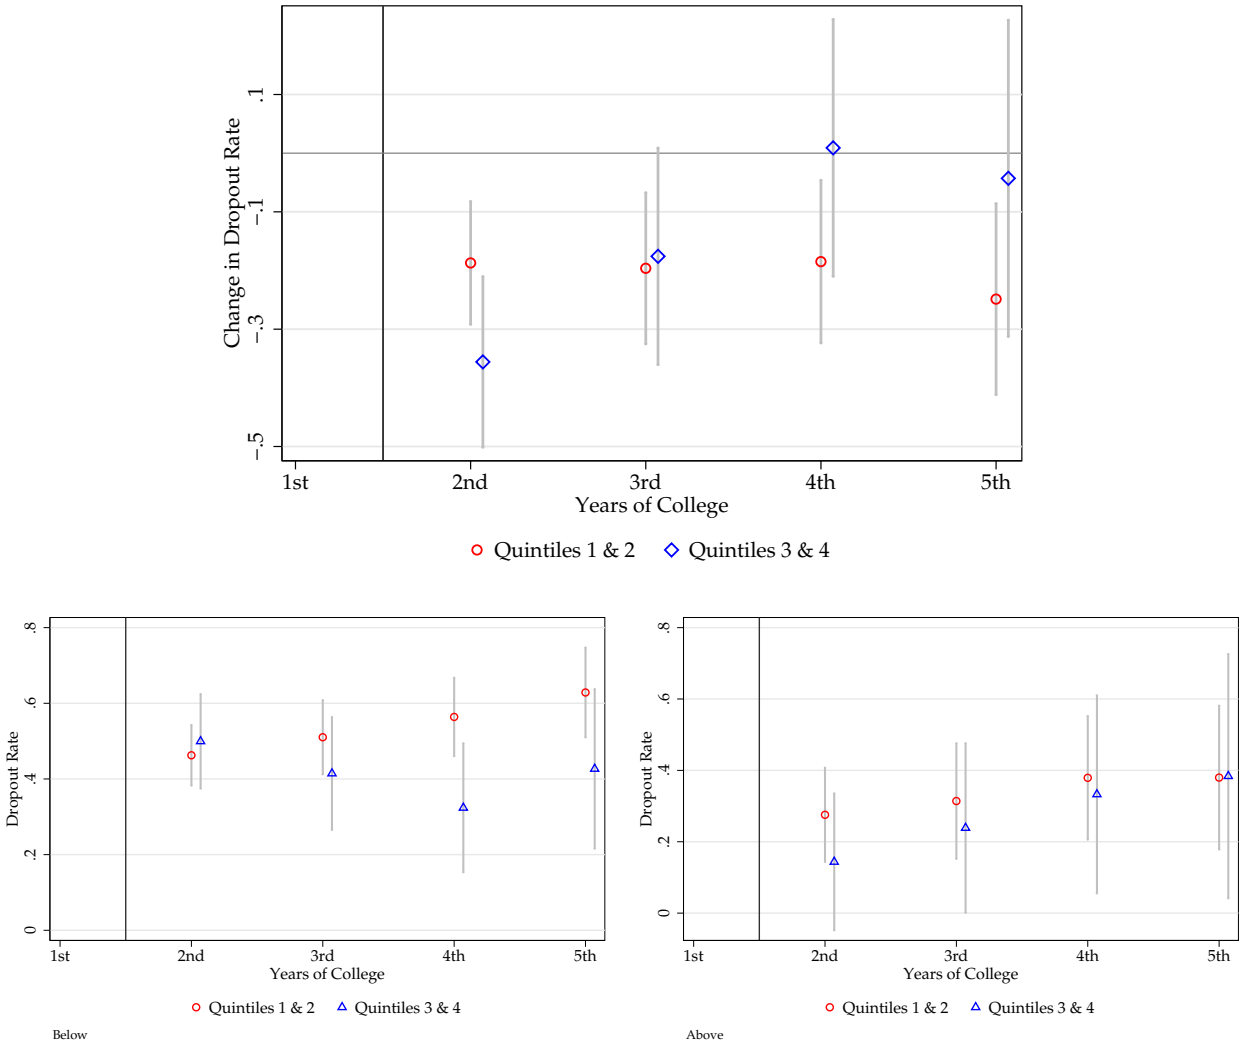 Change in Dropout Rate
.1
-.1
-.3
-.5
1st 2nd 3rd 4th 5th
Years of College
Quintiles 1 & 2 Quintiles 3 & 4
Dropout Rate
.8
.6
.4
.2
0
1st 2nd 3rd 4th 5th
Years of College
Quintiles 1 & 2 Quintiles 3 & 4
Below
Dropout Rate
.8
.6
.4
.2
0
1st 2nd 3rd 4th 5th
Years of College
Quintiles 1 & 2 Quintiles 3 & 4
Above